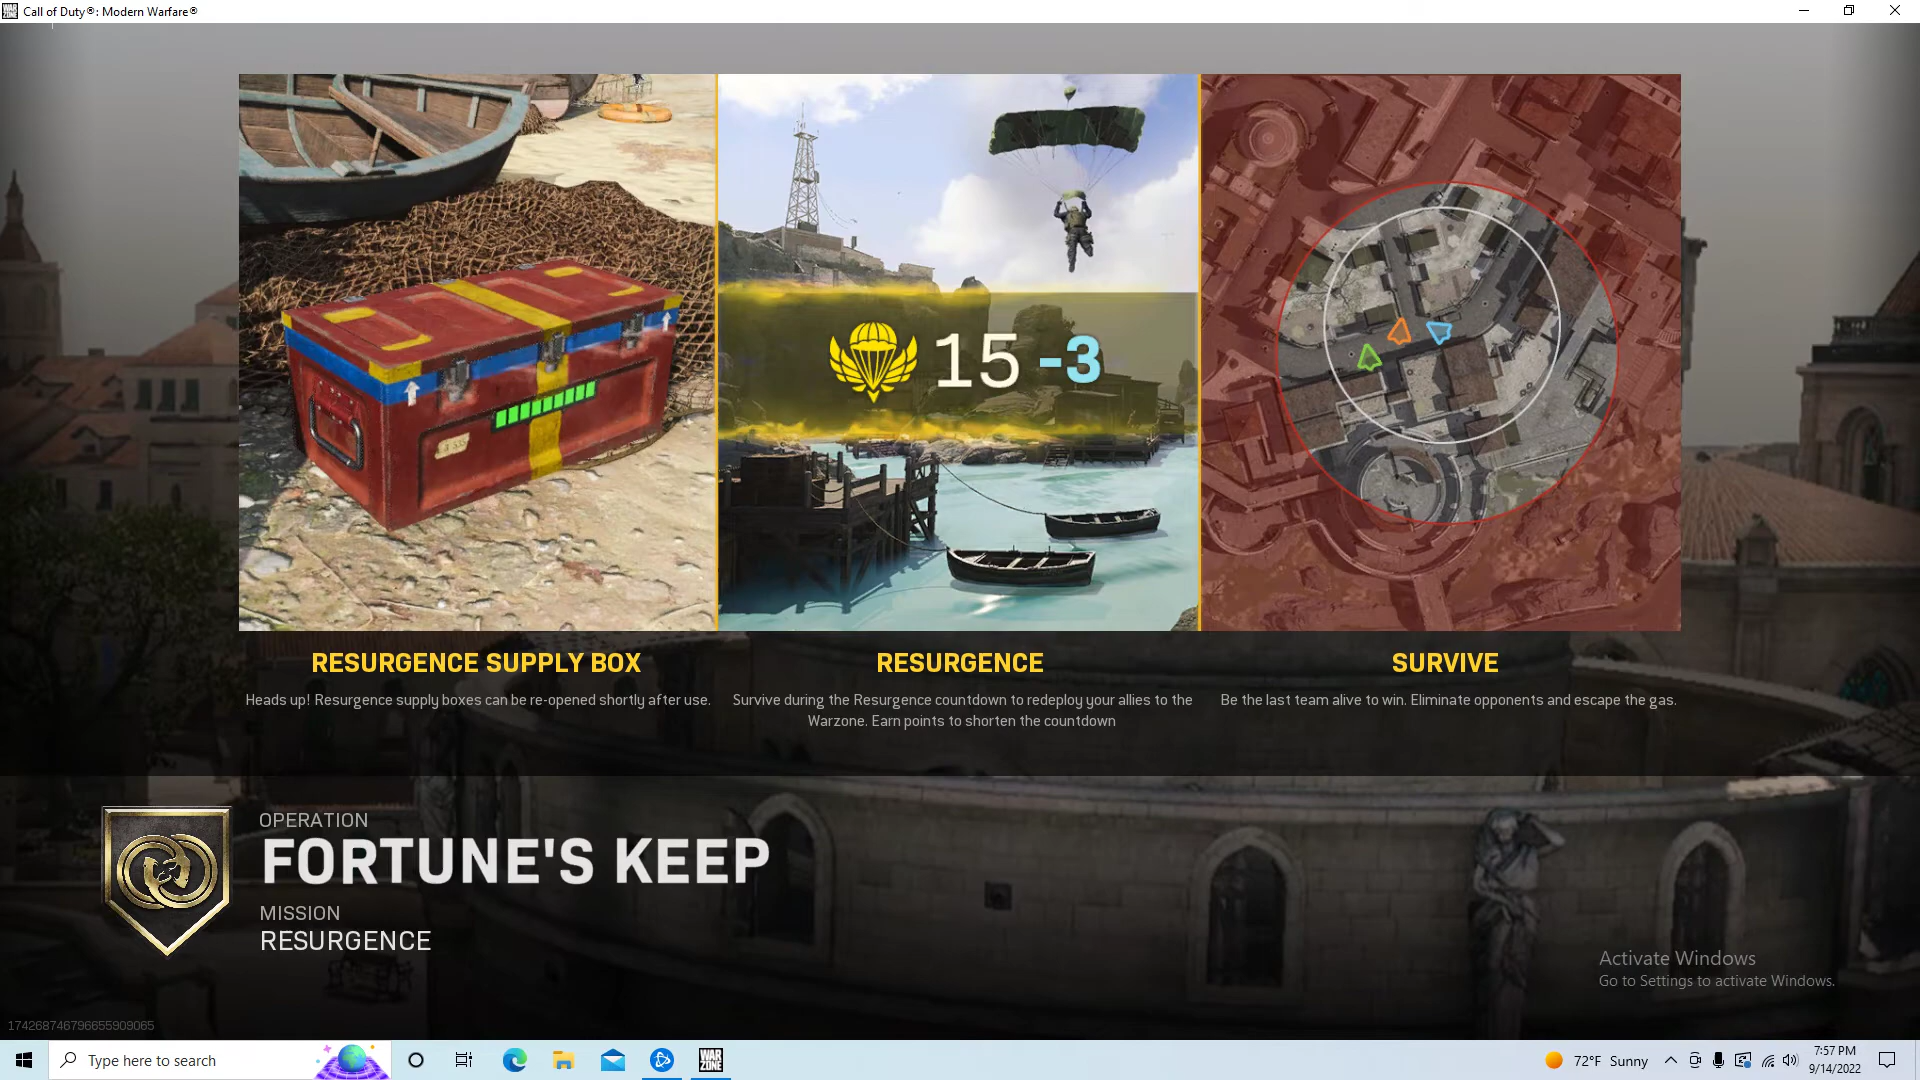 Call of Duty®: Modern Warfare®
15 -3
RESURGENCE SUPPLY BOX
Heads up! Resurgence supply boxes can be re-opened shortly after use.
RESURGENCE
Survive during the Resurgence countdown to redeploy your allies to the
Warzone. Earn points to shorten the countdown
SURVIVE
Be the last team alive to win. Eliminate opponents and escape the gas.
OPERATION
FORTUNE'S KEEP
MISSION
RESURGENCE
Activate Windows
Go to Settings to activate Windows.
17426874679665590906​5
Type here to search
WAR
ZONE
72°F Sunny
7:57 PM
9/14/2022